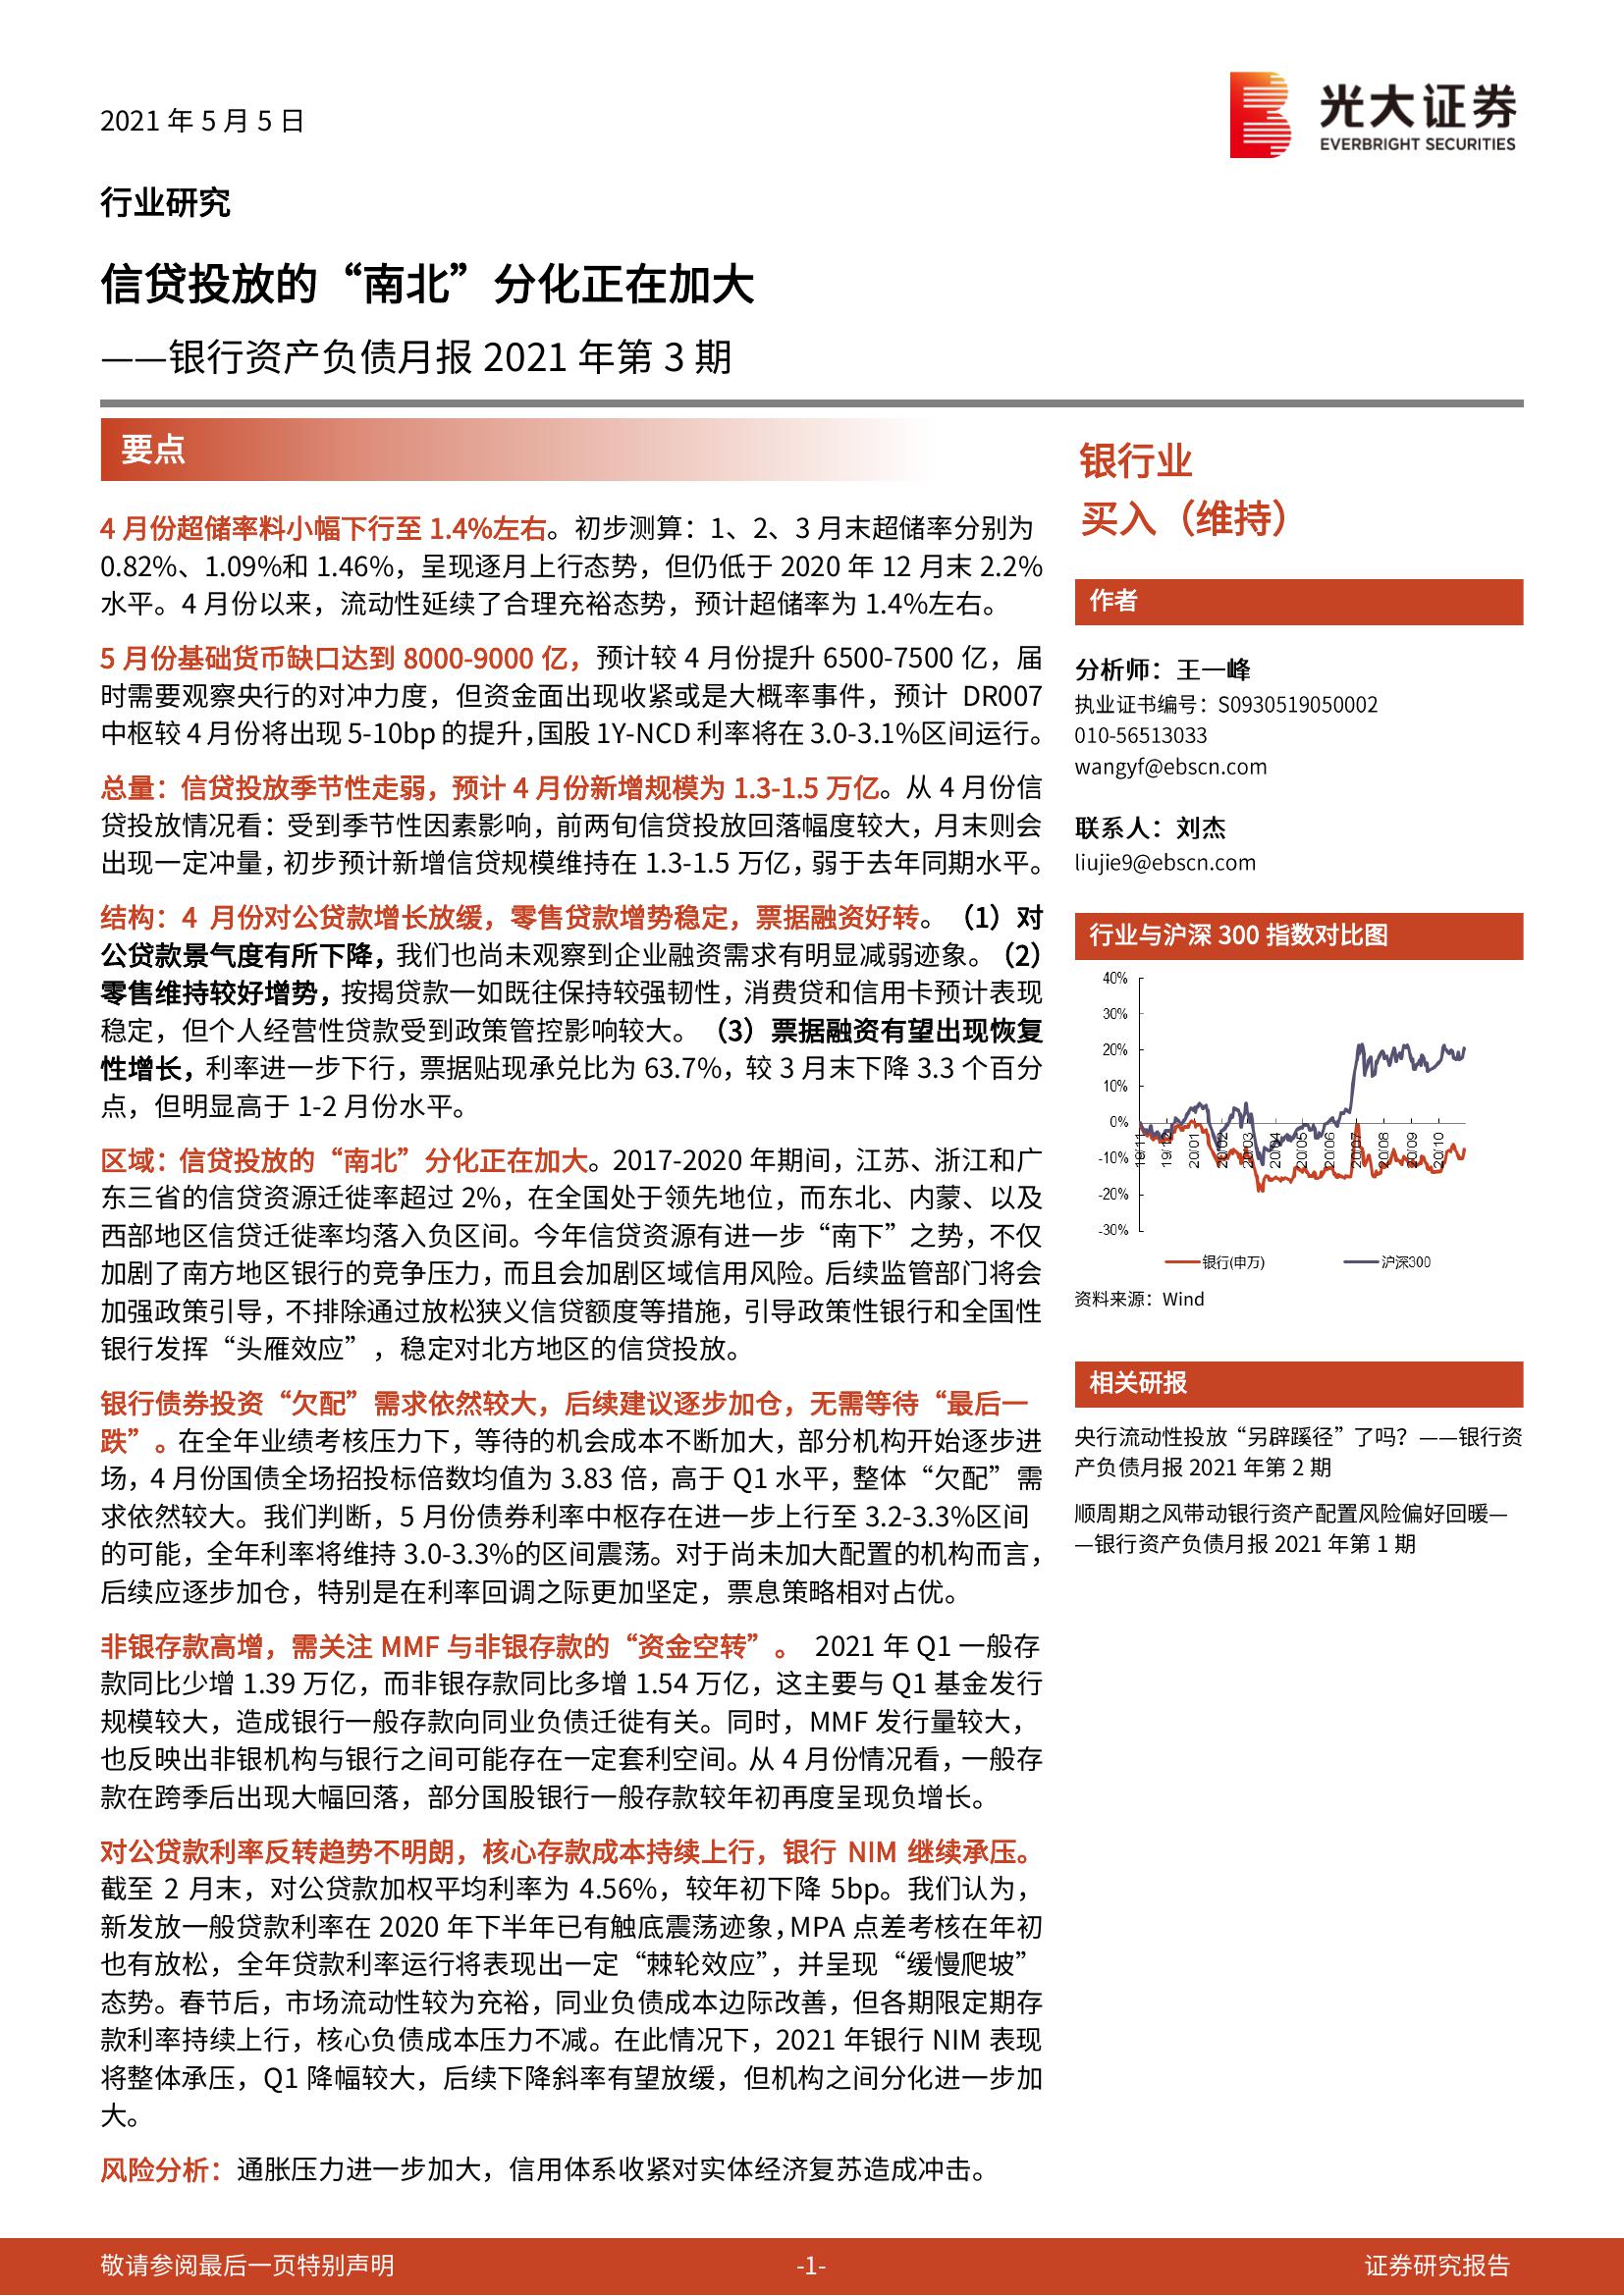 2021 年 5 月 5 日
光大证券
EVERBRIGHT SECURITIES
行业研究
信贷投放的“南北”分化正在加大
——银行资产负债月报 2021 年第 3 期
要点
4 月份超储率料小幅下行至 1.4%左右。初步测算：1、2、3 月末超储率分别为
0.82%、1.09%和 1.46%，呈现逐月上行态势，但仍低于 2020 年 12 月末 2.2%
水平。4 月份以来，流动性延续了合理充裕态势，预计超储率为 1.4%左右。
5 月份基础货币缺口达到 8000-9000 亿，预计较 4 月份提升 6500-7500 亿，届
时需要观察央行的对冲力度，但资金面出现收紧或是大概率事件，预计 DR007
中枢较 4 月份将出现 5-10bp 的提升，国股 1Y-NCD 利率将在 3.0-3.1%区间运行。
总量：信贷投放季节性走弱，预计 4 月份新增规模为 1.3-1.5 万亿。从 4 月份信
贷投放情况看：受到季节性因素影响，前两旬信贷投放回落幅度较大，月末则会
出现一定冲量，初步预计新增信贷规模维持在 1.3-1.5 万亿，弱于去年同期水平。
结构：4 月份对公贷款增长放缓，零售贷款增势稳定，票据融资好转。（1）对
公贷款景气度有所下降，我们也尚未观察到企业融资需求有明显减弱迹象。（2）
零售维持较好增势，按揭贷款一如既往保持较强韧性，消费贷和信用卡预计表现
稳定，但个人经营性贷款受到政策管控影响较大。（3）票据融资有望出现恢复
性增长，利率进一步下行，票据贴现承兑比为 63.7%，较 3 月末下降 3.3 个百分
点，但明显高于 1-2 月份水平。
区域：信贷投放的“南北”分化正在加大。2017-2020 年期间，江苏、浙江和广
东三省的信贷资源迁徙率超过 2%，在全国处于领先地位，而东北、内蒙、以及
西部地区信贷迁徙率均落入负区间。今年信贷资源有进一步“南下”之势，不仅
加剧了南方地区银行的竞争压力，而且会加剧区域信用风险。后续监管部门将会
加强政策引导，不排除通过放松狭义信贷额度等措施，引导政策性银行和全国性
银行发挥“头雁效应”，稳定对北方地区的信贷投放。
银行债券投资“欠配”需求依然较大，后续建议逐步加仓，无需等待“最后一
跌”。在全年业绩考核压力下，等待的机会成本不断加大，部分机构开始逐步进
场，4 月份国债全场招投标倍数均值为 3.83 倍，高于 Q1 水平，整体“欠配”需
求依然较大。我们判断，5 月份债券利率中枢存在进一步上行至 3.2-3.3%区间
的可能，全年利率将维持 3.0-3.3%的区间震荡。对于尚未加大配置的机构而言，
后续应逐步加仓，特别是在利率回调之际更加坚定，票息策略相对占优。
非银存款高增，需关注 MMF 与非银存款的“资金空转”。 2021 年 Q1 一般存
款同比少增 1.39 万亿，而非银存款同比多增 1.54 万亿，这主要与 Q1 基金发行
规模较大，造成银行一般存款向同业负债迁徙有关。同时，MMF 发行量较大，
也反映出非银机构与银行之间可能存在一定套利空间。从 4 月份情况看，一般存
款在跨季后出现大幅回落，部分国股银行一般存款较年初再度呈现负增长。
对公贷款利率反转趋势不明朗，核心存款成本持续上行，银行 NIM 继续承压。
截至 2 月末，对公贷款加权平均利率为 4.56%，较年初下降 5bp。我们认为，
新发放一般贷款利率在 2020 年下半年已有触底震荡迹象，MPA 点差考核在年初
也有放松，全年贷款利率运行将表现出一定“棘轮效应”，并呈现“缓慢爬坡”
态势。春节后，市场流动性较为充裕，同业负债成本边际改善，但各期限定期存
款利率持续上行，核心负债成本压力不减。在此情况下，2021 年银行 NIM 表现
将整体承压，Q1 降幅较大，后续下降斜率有望放缓，但机构之间分化进一步加
大。
风险分析：通胀压力进一步加大，信用体系收紧对实体经济复苏造成冲击。
银行业
买入（维持）
作者
分析师：王一峰
执业证书编号：S0930519050002
010-56513033
wangyf@ebscn.com
联系人：刘杰
liujie9@ebscn.com
行业与沪深 300 指数对比图
40%
30%
20%
10%
0%
-10%
-20%
-30%
19/11 19/12 20/01 20/02 20/03 20/04 20/05 20/06 20/07 20/08 20/09 20/10
银行(申万) 沪深300
资料来源：Wind
相关研报
央行流动性投放“另辟蹊径”了吗？——银行资
产负债月报 2021 年第 2 期
顺周期之风带动银行资产配置风险偏好回暖—
—银行资产负债月报 2021 年第 1 期
敬请参阅最后一页特别声明
-1-
证券研究报告